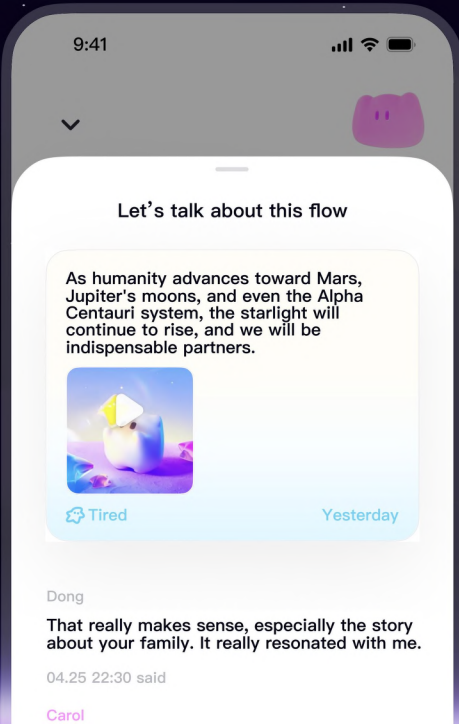 9:41
Let’s talk about this flow
As humanity advances toward Mars,
Jupiter's moons, and even the Alpha
Centauri system, the starlight will
continue to rise, and we will be
indispensable partners.
Tired
Yesterday
Dong
That really makes sense, especially the story
about your family. It really resonated with me.
04.25 22:30 said
Carol